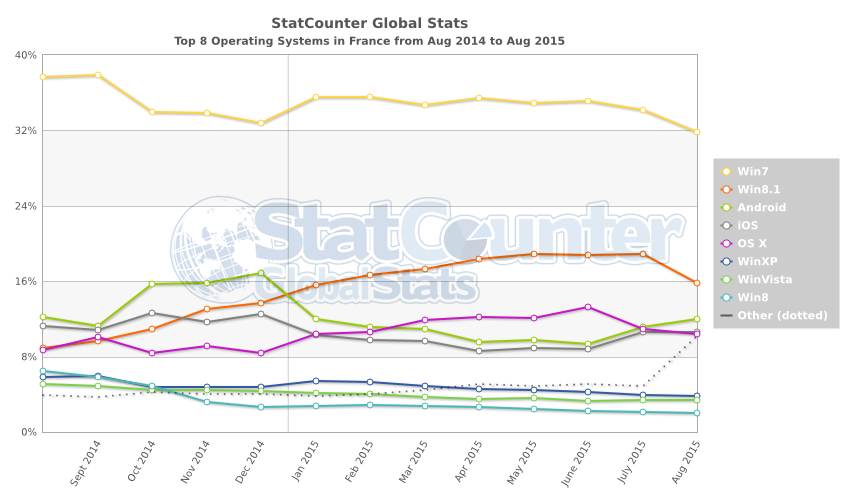 StatCounter Global Stats
Top 8 Operating Systems in France from Aug 2014 to Aug 2015
40%
32%
24%
16%
8%
0%
StatCounter
GlobalStats
Win7
Win8.1
Android
iOS
OS X
WinXP
WinVista
Win8
Other (dotted)
Sept 2014
Oct 2014
Nov 2014
Dec 2014
Jan 2015
Feb 2015
Mar 2015
Apr 2015
May 2015
June 2015
July 2015
Aug 2015